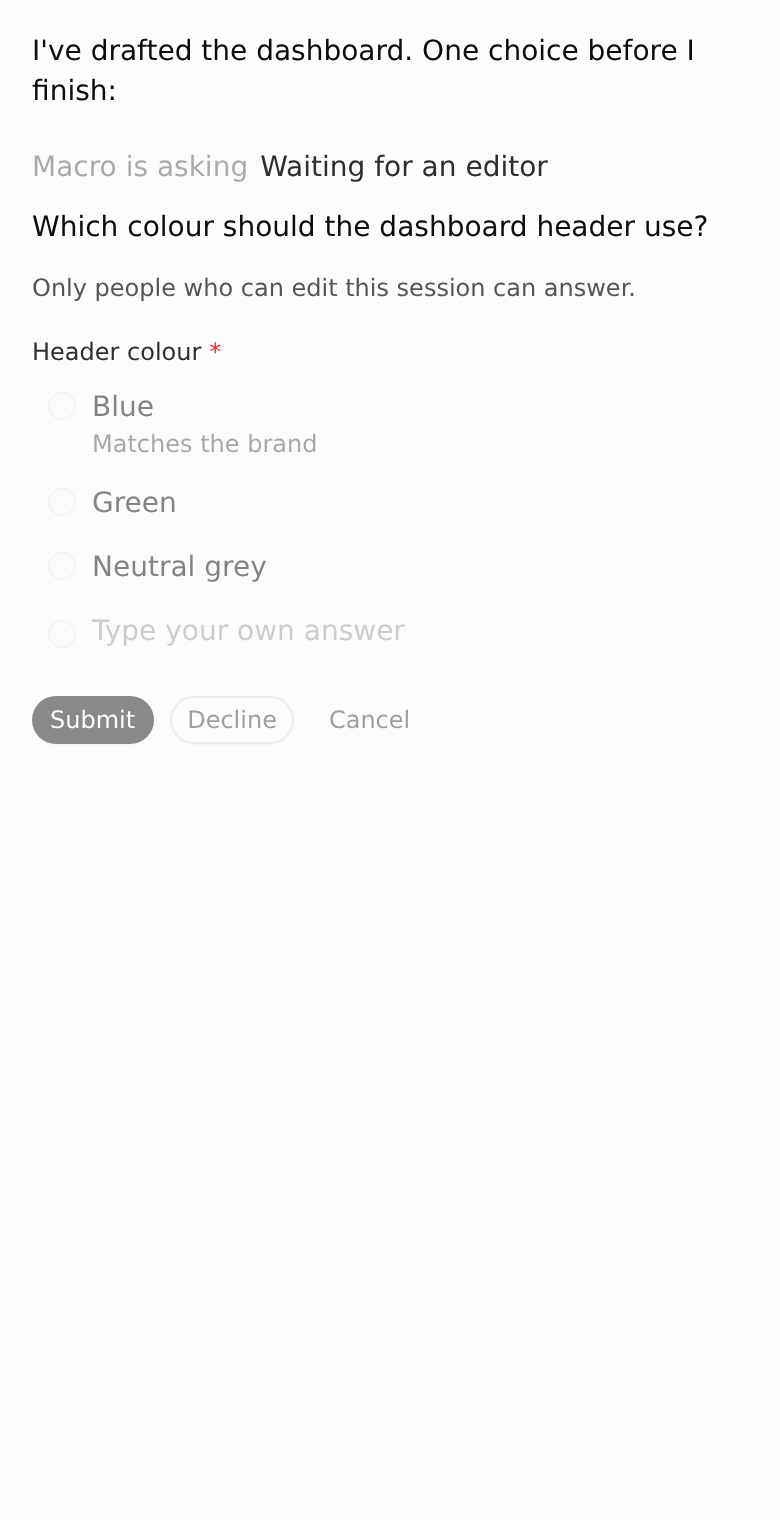 I've drafted the dashboard. One choice before I
finish:
Macro is asking Waiting for an editor
Which colour should the dashboard header use?
Only people who can edit this session can answer.
Header colour *
Blue
Matches the brand
Green
Neutral grey
Type your own answer
Submit Decline Cancel